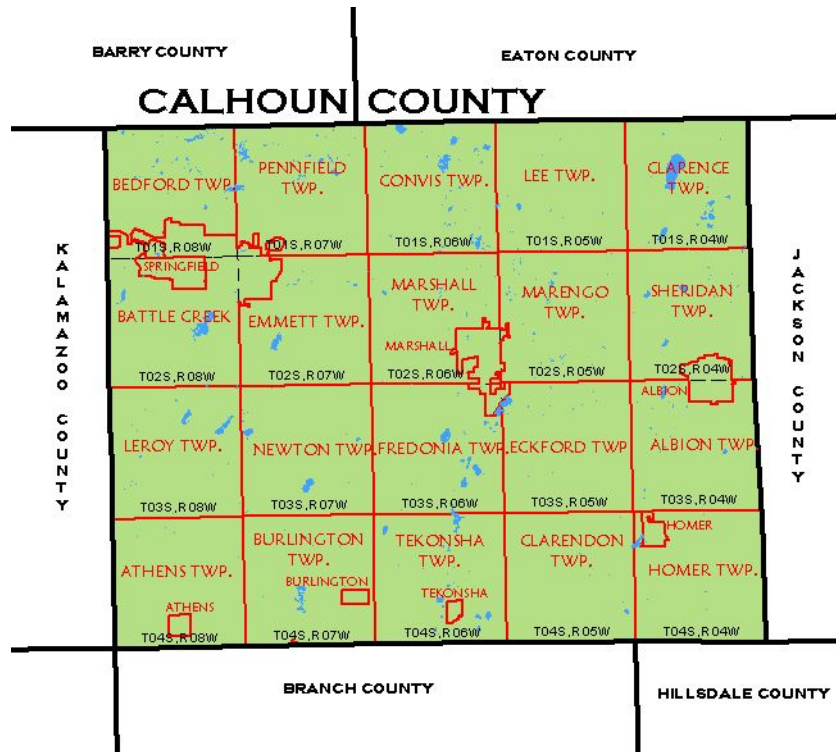 BARRY COUNTY
EATON COUNTY
CALHOUN COUNTY
KALAMAZOO COUNTY
JACKSON COUNTY
BEDFORD TWP.
PENNFIELD
TWP.
CONVIS TWP.
LEE TWP.
CLARENCE
TWP.
T01S,R08W
T01S,R07W
T01S,R06W
T01S,R05W
T01S,R04W
SPRINGFIELD
BATTLE CREEK
EMMETT TWP.
MARSHALL
TWP.
MARENGO
TWP.
SHERIDAN
TWP.
MARSHALL
T02S,R08W
T02S,R07W
T02S,R06W
T02S,R05W
T02S,R04W
ALBION
LEROY TWP.
NEWTON TWP.
FREDONIA TWP.
ECKFORD TWP.
ALBION TWP.
T03S,R08W
T03S,R07W
T03S,R06W
T03S,R05W
T03S,R04W
HOMER
ATHENS TWP.
BURLINGTON
TWP.
TEKONSHA
TWP.
CLARENDON
TWP.
HOMER TWP.
BURLINGTON
TEKONSHA
ATHENS
T04S,R08W
T04S,R07W
T04S,R06W
T04S,R05W
T04S,R04W
BRANCH COUNTY
HILLSDALE COUNTY